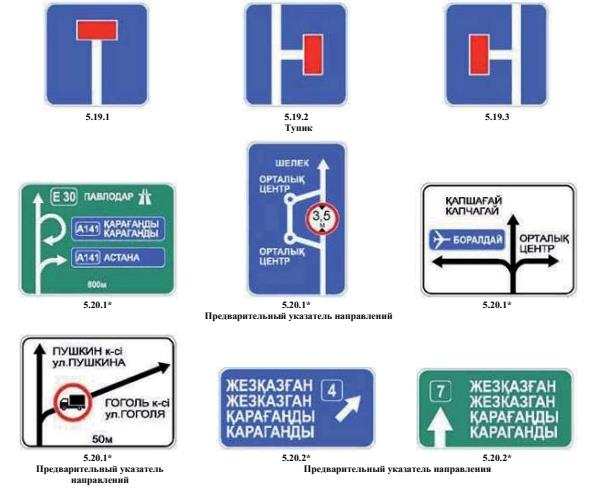 5.19.1
5.19.2
Тупик
5.19.3
E 30 ПАВЛОДАР
A141 ҚАРАҒАНДЫ
КАРАГАНДЫ
A141 АСТАНА
600м
5.20.1*
ШЕЛЕК
ОРТАЛЫҚ
ЦЕНТР
3,5
м
ОРТАЛЫҚ
ЦЕНТР
5.20.1*
Предварительный указатель направлений
ҚАПШАҒАЙ
КАПЧАГАЙ
БОРАЛДАЙ
ОРТАЛЫҚ
ЦЕНТР
5.20.1*
ПУШКИН к-сі
ул.ПУШКИНА
ГОГОЛЬ к-сі
ул.ГОГОЛЯ
50м
5.20.1*
Предварительный указатель
направлений
ЖЕЗҚАЗҒАН 4
ЖЕЗКАЗГАН
ҚАРАҒАНДЫ
КАРАГАНДЫ
5.20.2*
7 ЖЕЗҚАЗҒАН
ЖЕЗКАЗГАН
ҚАРАҒАНДЫ
КАРАГАНДЫ
5.20.2*
Предварительный указатель направления